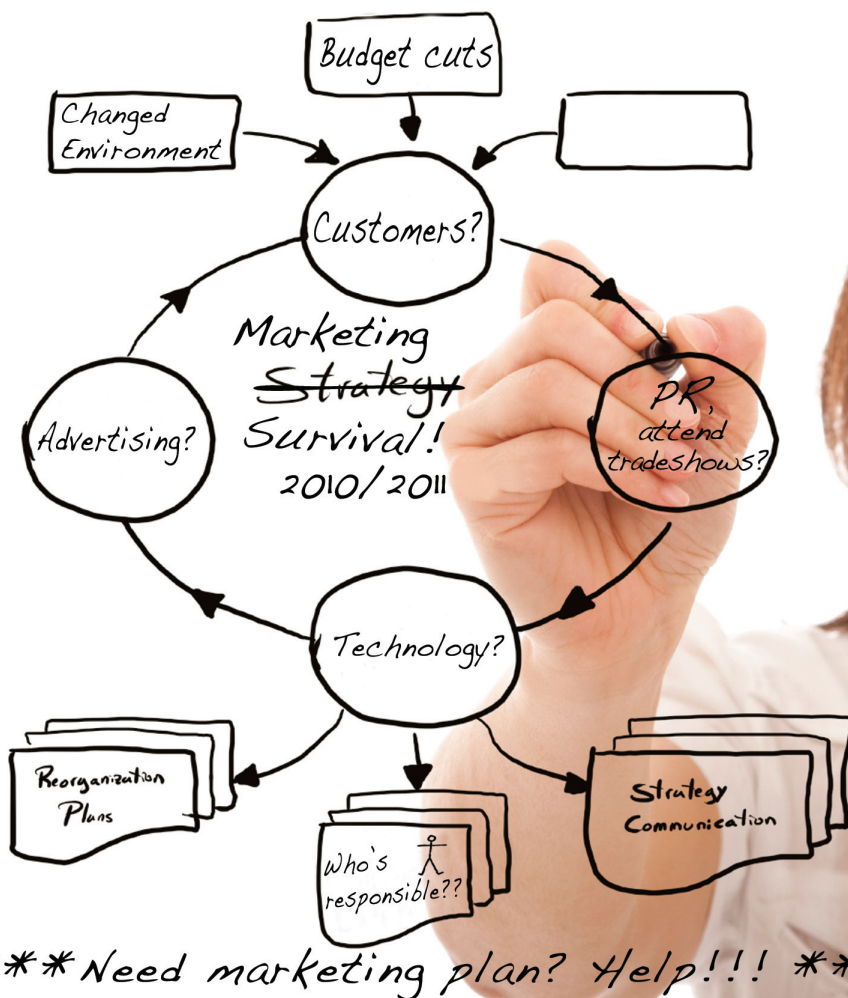 Budget cuts
Changed
Environment
Customers?
Marketing
Strategy
Survival!
2010/2011
Advertising?
PR,
attend
tradeshows?
Technology?
Reorganization
Plans
Who's
responsible??
Strategy
Communication
**Need marketing plan? Help!!! **